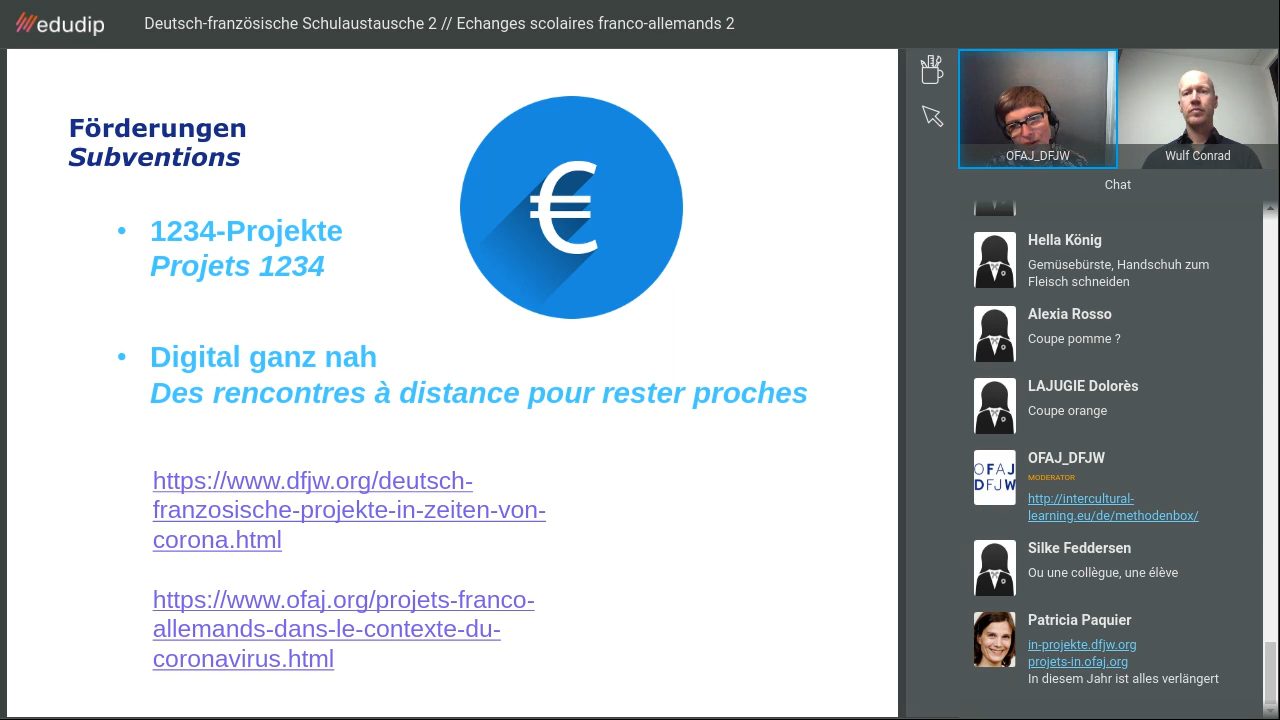 edudip
Deutsch-französische Schulaustausche 2 // Echanges scolaires franco-allemands 2
Förderungen
Subventions
• 1234-Projekte
Projets 1234
€
• Digital ganz nah
Des rencontres à distance pour rester proches
https://www.dfjw.org/deutsch-
franzosische-projekte-in-zeiten-von-
corona.html
https://www.ofaj.org/projets-franco-
allemands-dans-le-contexte-du-
coronavirus.html
OFAJ_DFJW
Wulf Conrad
Chat
Hella König
Gemüsebürste, Handschuh zum
Fleisch schneiden
Alexia Rosso
Coupe pomme ?
LAJUGIE Dolorès
Coupe orange
OFAJ
DFJW
OFAJ_DFJW
MODERATOR
http://intercultural-
learning.eu/de/methodenbox/
Silke Feddersen
Ou une collègue, une élève
Patricia Paquier
in-projekte.dfjw.org
projets-in.ofaj.org
In diesem Jahr ist alles verlängert